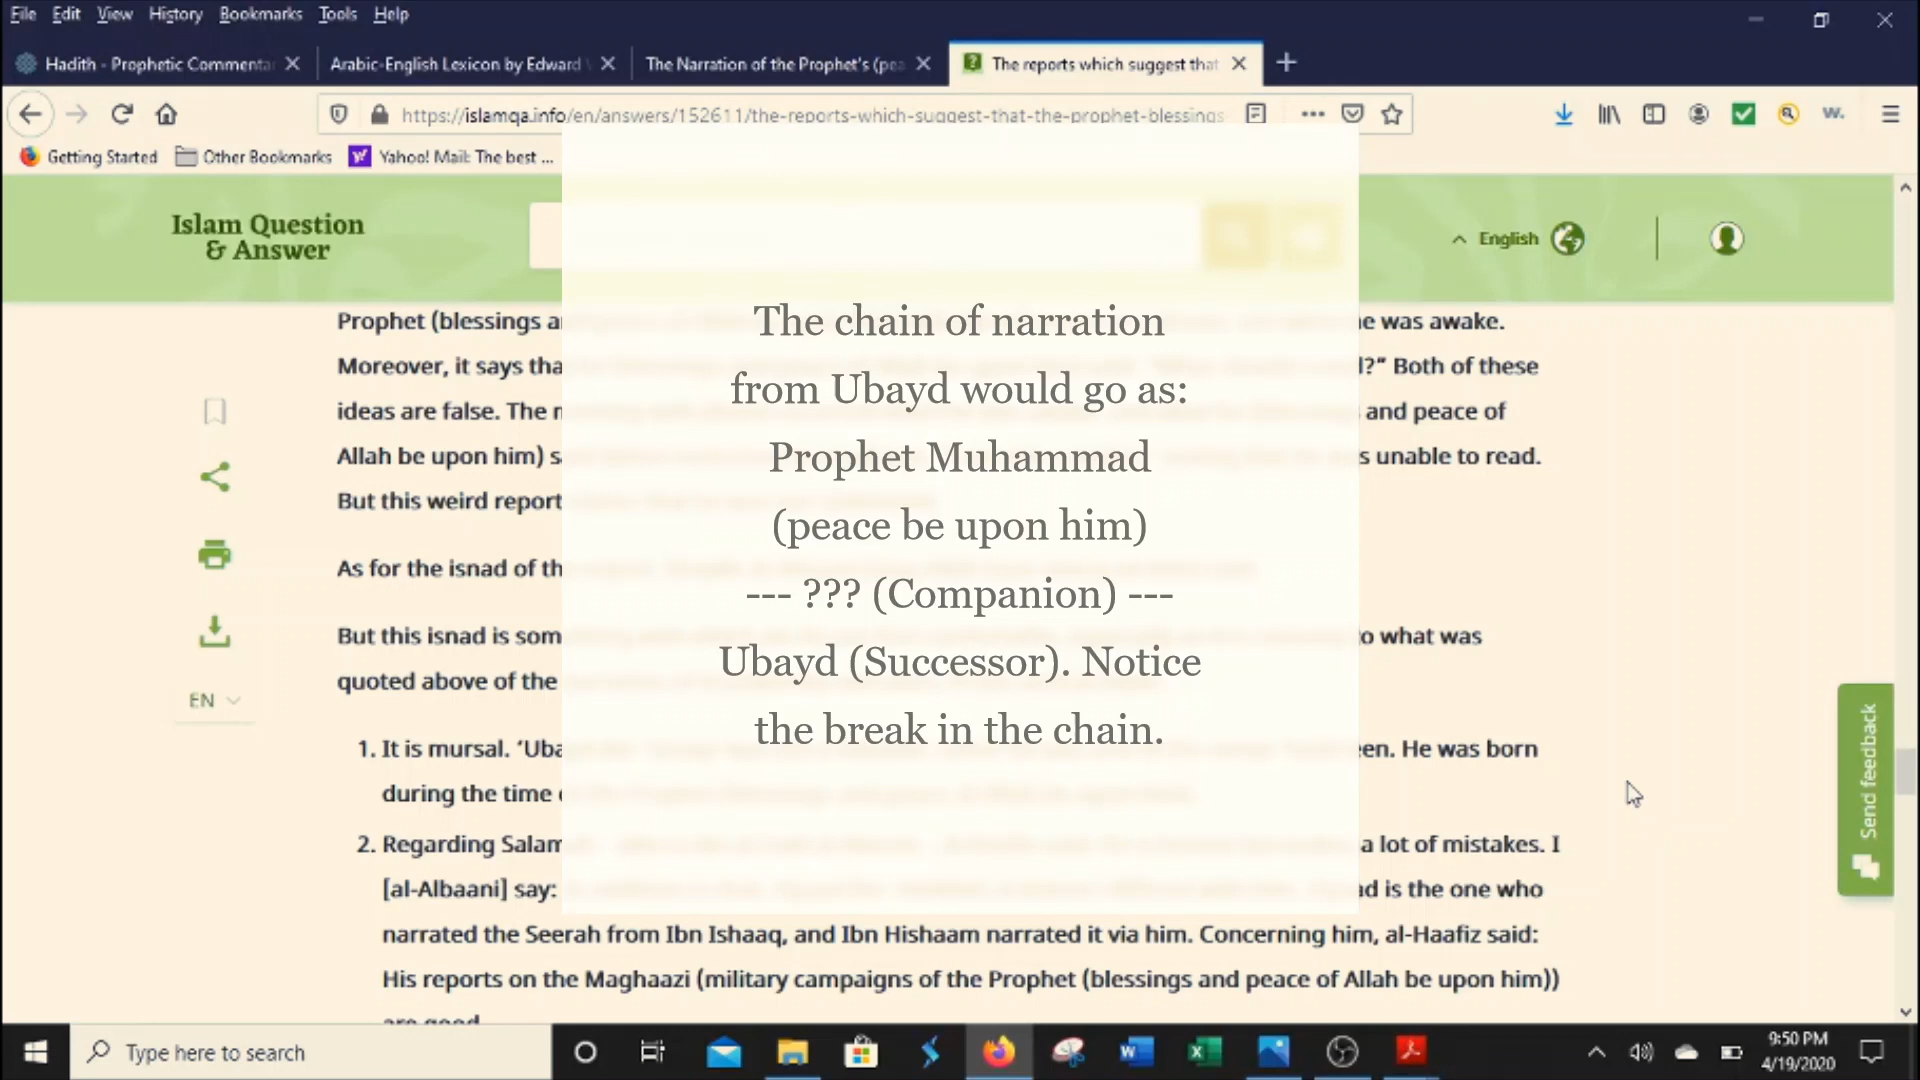 File Edit View History Bookmarks Tools Help
Hadith - Prophetic Commenta
Arabic-English Lexicon by Edward
The Narration of the Prophet's (pea
The reports which suggest that
https://islamqa.info/en/answers/152611/the-reports-which-suggest-that-the-prophet-blessings-
Getting Started Other Bookmarks Yahoo! Mail: The best ...
Islam Question
& Answer
English
Prophet (blessings a
e was awake.
Moreover, it says tha
l?" Both of these
ideas are false. The
and peace of
Allah be upon him) s
s unable to read.
But this weird report
As for the isnad of th
But this isnad is som
o what was
quoted above of the
1. It is mursal. 'Uba
een. He was born
during the time
2. Regarding Salam
a lot of mistakes. I
[al-Albaani] say:
ad is the one who
narrated the Seerah from Ibn Ishaaq, and Ibn Hishaam narrated it via him. Concerning him, al-Haafiz said:
His reports on the Maghaazi (military campaigns of the Prophet (blessings and peace of Allah be upon him))
are good
The chain of narration
from Ubayd would go as:
Prophet Muhammad
(peace be upon him)
--- ??? (Companion) ---
Ubayd (Successor). Notice
the break in the chain.
EN
Send feedback
Type here to search
9:50 PM
4/19/2020